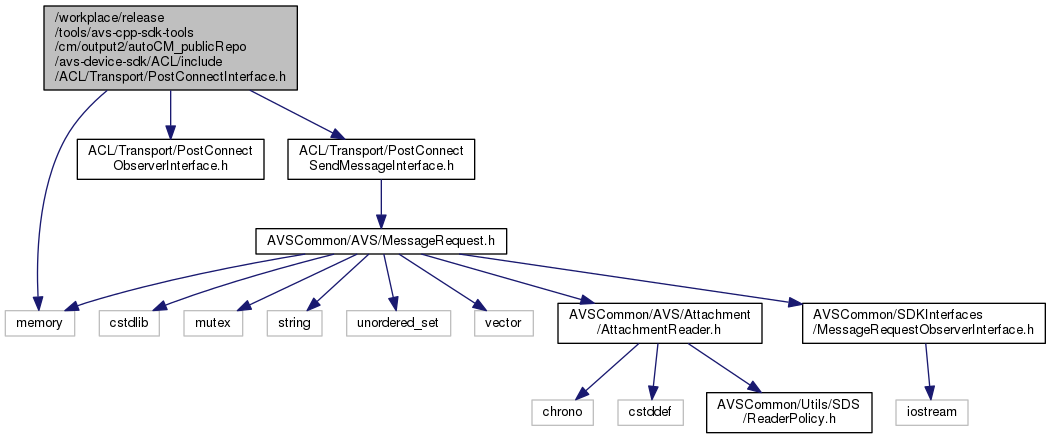 /workplace/release
/tools/avs-cpp-sdk-tools
/cm/output2/autoCM_publicRepo
/avs-device-sdk/ACL/include
/ACL/Transport/PostConnectInterface.h
ACL/Transport/PostConnect
ObserverInterface.h
ACL/Transport/PostConnect
SendMessageInterface.h
AVSCommon/AVS/MessageRequest.h
memory
cstdlib
mutex
string
unordered_set
vector
AVSCommon/AVS/Attachment
/AttachmentReader.h
AVSCommon/SDKInterfaces
/MessageRequestObserverInterface.h
chrono
cstddef
AVSCommon/Utils/SDS
/ReaderPolicy.h
iostream